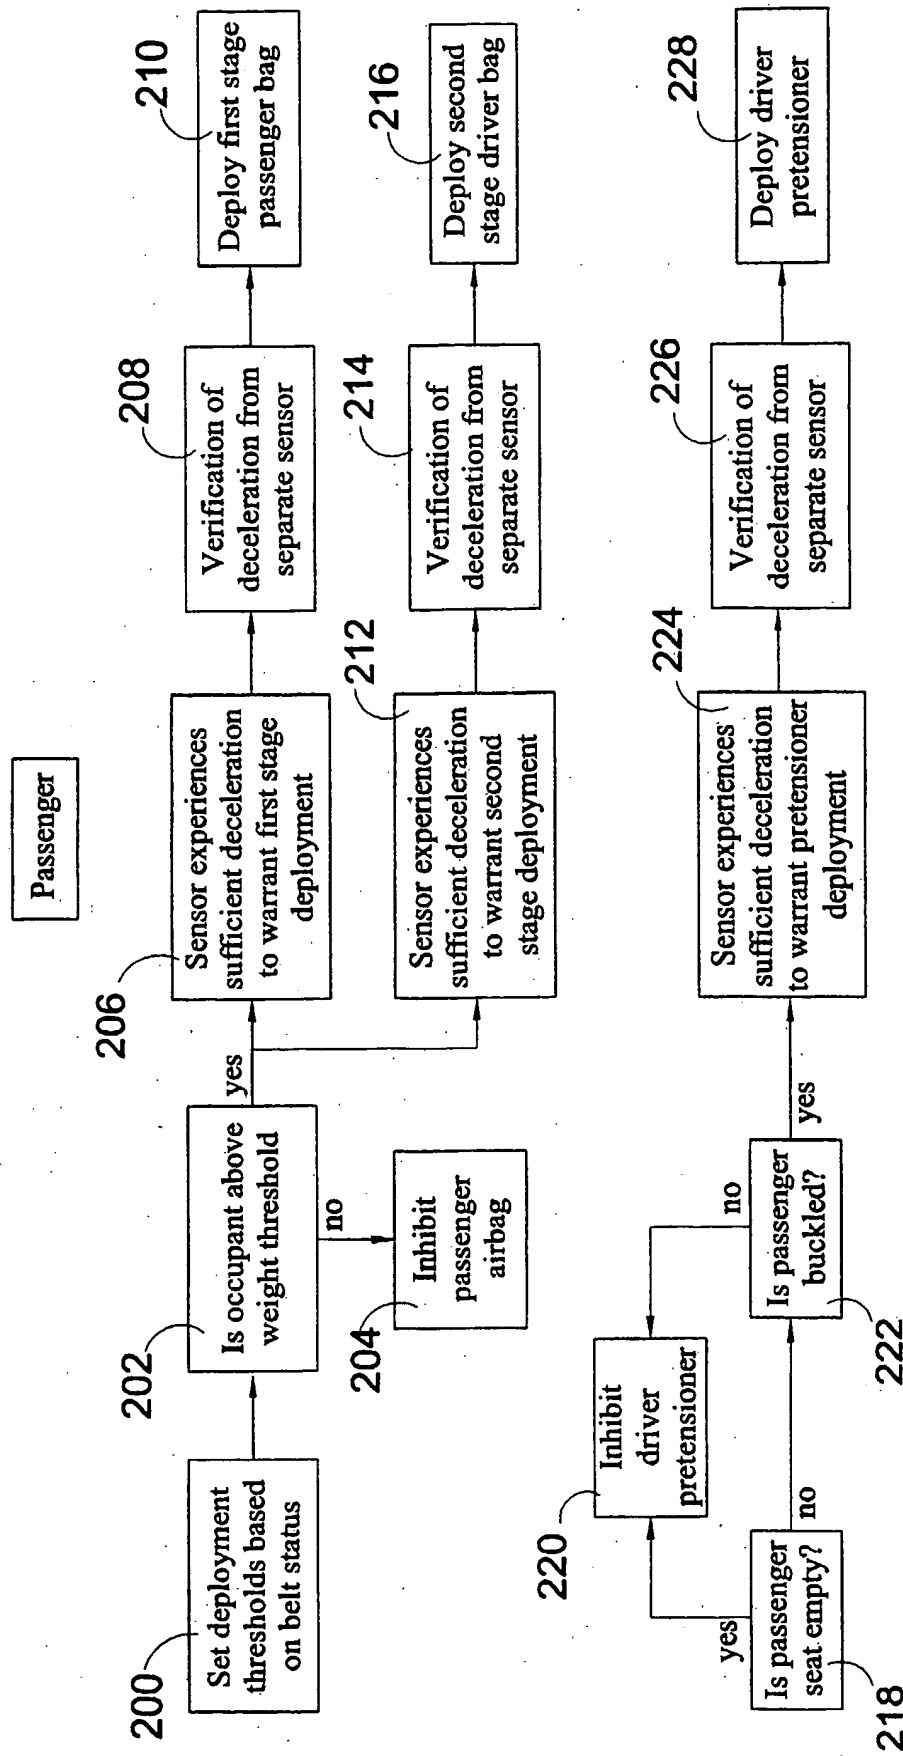 Passenger
200
Set deployment
thresholds based
on belt status
202
Is occupant above
weight threshold
yes
no
204
Inhibit
passenger
airbag
206
Sensor experiences
sufficient deceleration
to warrant first stage
deployment
208
Verification of
deceleration from
separate sensor
210
Deploy first stage
passenger bag
212
Sensor experiences
sufficient deceleration
to warrant second
stage deployment
214
Verification of
deceleration from
separate sensor
216
Deploy second
stage driver bag
218
Is passenger
seat empty?
yes
no
220
Inhibit
driver
pretensioner
222
Is passenger
buckled?
no
yes
224
Sensor experiences
sufficient deceleration
to warrant pretensioner
deployment
226
Verification of
deceleration from
separate sensor
228
Deploy driver
pretensioner